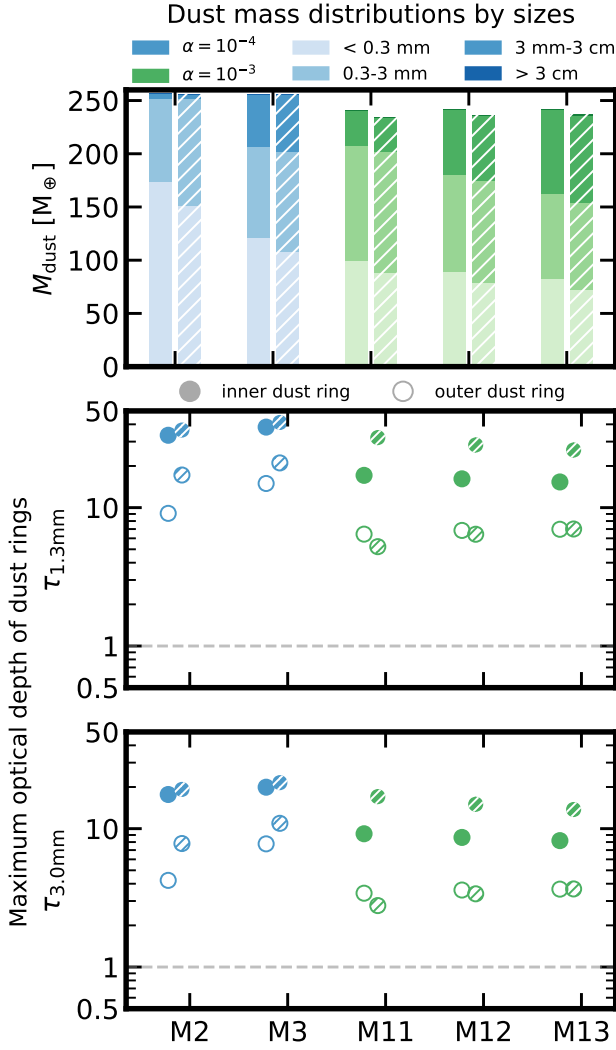 Dust mass distributions by sizes
α = 10⁻⁴ < 0.3 mm 3 mm-3 cm
α = 10⁻³ 0.3-3 mm > 3 cm
250
200
150
100
50
0
M_dust [M_⊕]
inner dust ring outer dust ring
50
10
1
0.5
τ_1.3mm
Maximum optical depth of dust rings
50
10
1
0.5
τ_3.0mm
M2 M3 M11 M12 M13